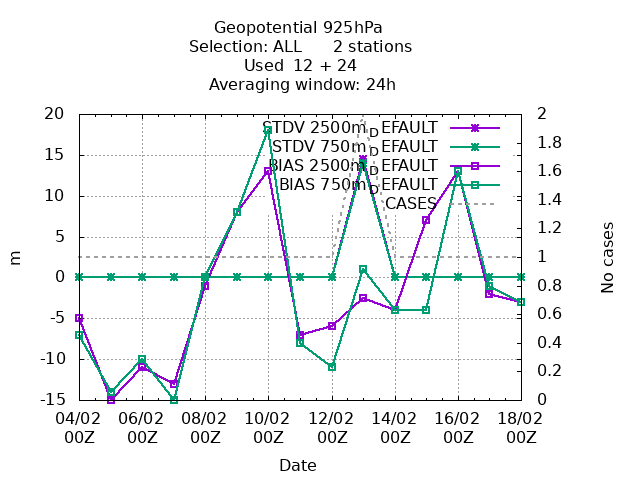 Geopotential 925hPa
Selection: ALL      2 stations
Used  12 + 24
Averaging window: 24h
STDV 2500m_DEFAULT
STDV 750m_DEFAULT
BIAS 2500m_DEFAULT
BIAS 750m_DEFAULT
CASES
20
15
10
5
0
-5
-10
-15
m
2
1.8
1.6
1.4
1.2
1
0.8
0.6
0.4
0.2
0
No cases
04/02 06/02 08/02 10/02 12/02 14/02 16/02 18/02
00Z 00Z 00Z 00Z 00Z 00Z 00Z 00Z
Date